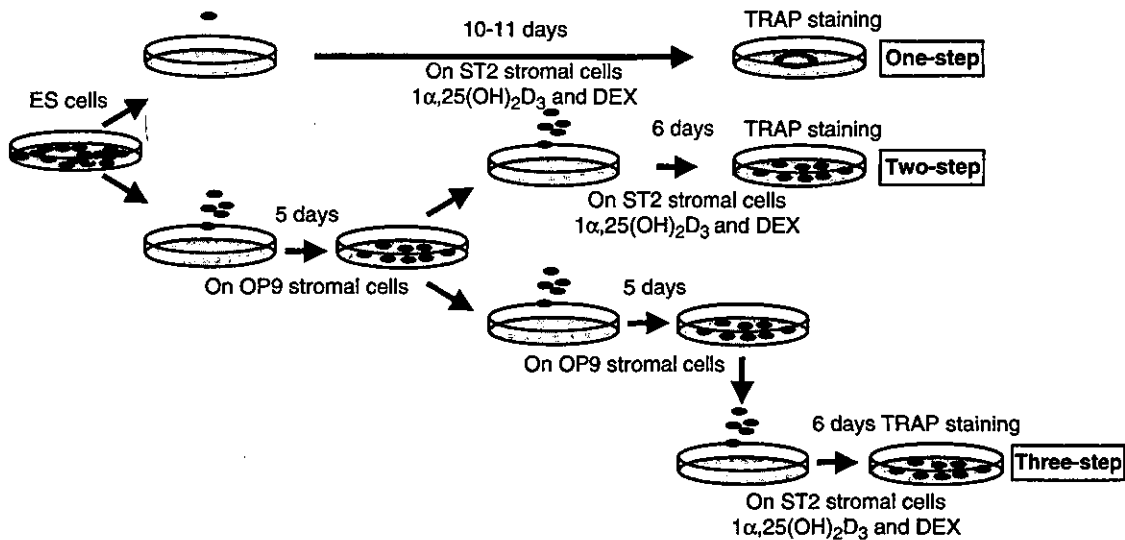 TRAP staining
10-11 days
One-step
On ST2 stromal cells
1α,25(OH)₂D₃ and DEX
ES cells
6 days
TRAP staining
Two-step
On ST2 stromal cells
1α,25(OH)₂D₃ and DEX
5 days
On OP9 stromal cells
5 days
On OP9 stromal cells
6 days TRAP staining
Three-step
On ST2 stromal cells
1α,25(OH)₂D₃ and DEX